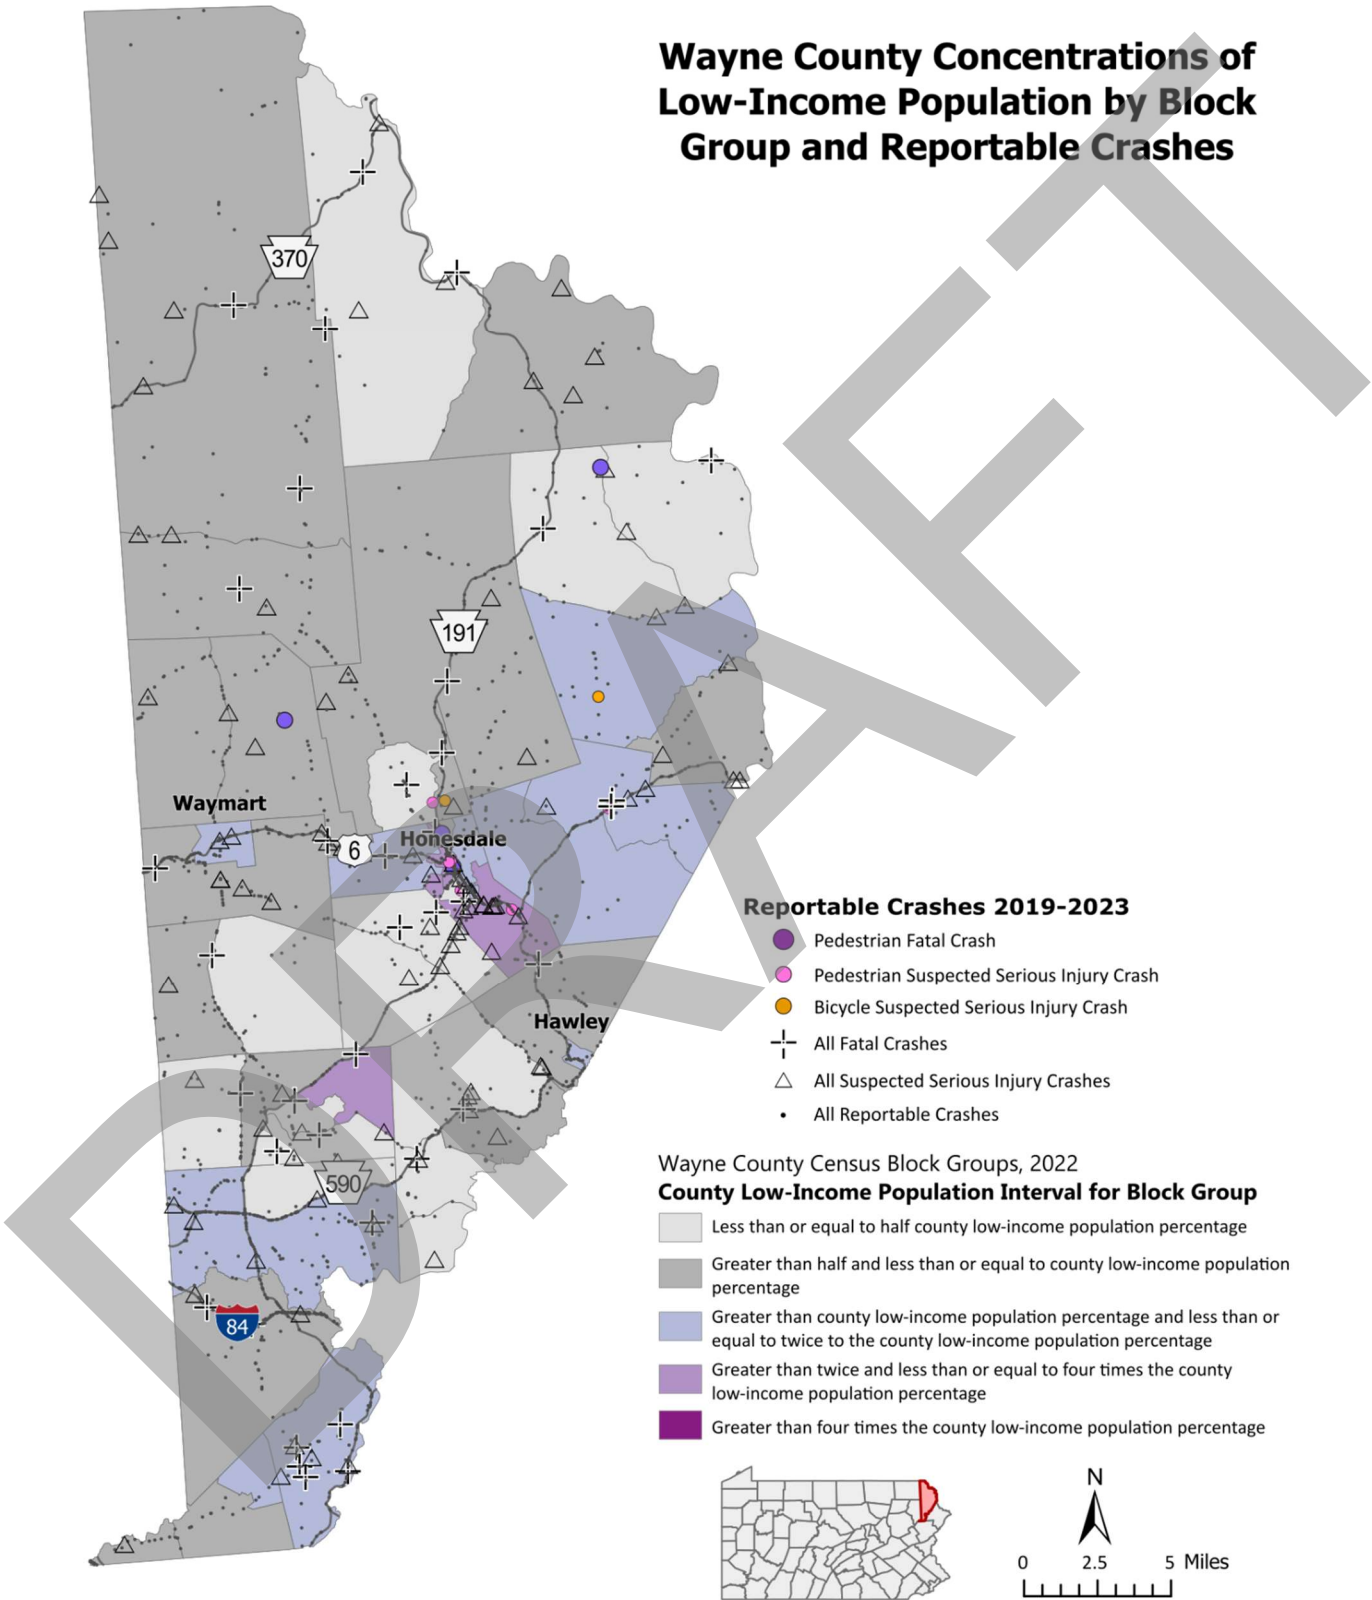 Wayne County Concentrations of
Low-Income Population by Block
Group and Reportable Crashes
370
191
Waymart
6
Honesdale
Hawley
590
84
DRAFT
Reportable Crashes 2019-2023
Pedestrian Fatal Crash
Pedestrian Suspected Serious Injury Crash
Bicycle Suspected Serious Injury Crash
All Fatal Crashes
All Suspected Serious Injury Crashes
All Reportable Crashes
Wayne County Census Block Groups, 2022
County Low-Income Population Interval for Block Group
Less than or equal to half county low-income population percentage
Greater than half and less than or equal to county low-income population
percentage
Greater than county low-income population percentage and less than or
equal to twice to the county low-income population percentage
Greater than twice and less than or equal to four times the county
low-income population percentage
Greater than four times the county low-income population percentage
N
0 2.5 5 Miles